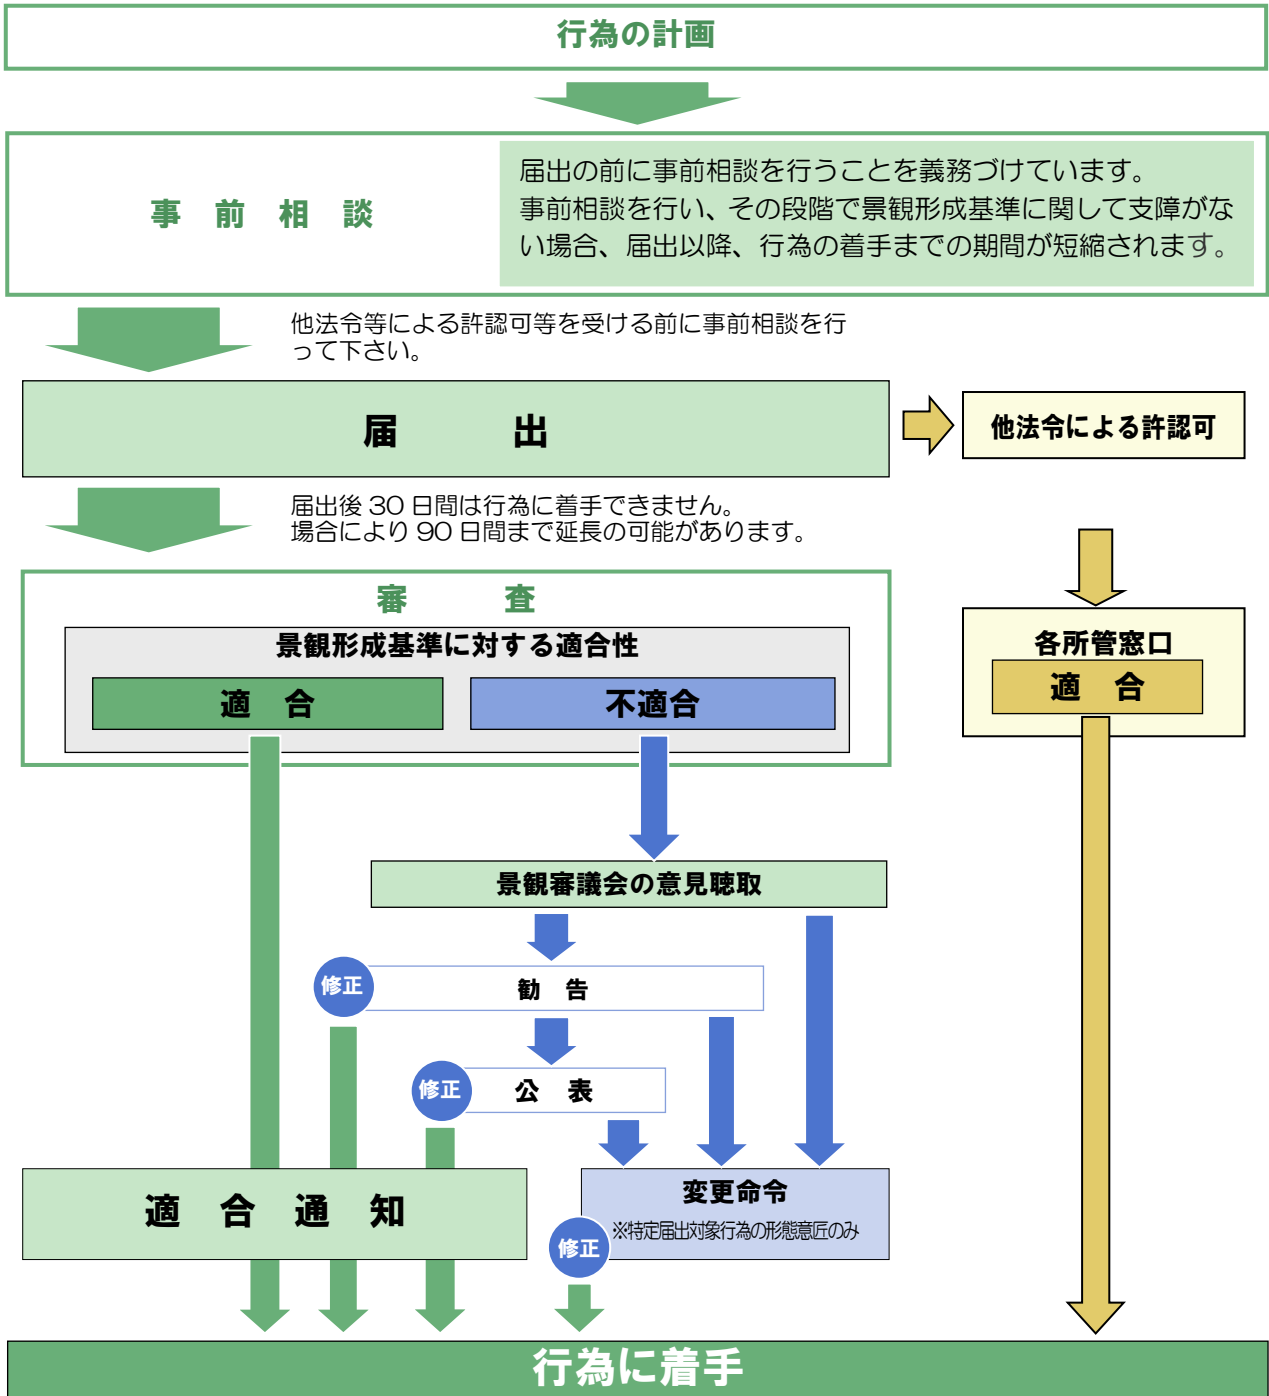 行為の計画
事 前 相 談
届出の前に事前相談を行うことを義務づけています。
事前相談を行い、その段階で景観形成基準に関して支障がな
い場合、届出以降、行為の着手までの期間が短縮されます。
他法令等による許認可等を受ける前に事前相談を行
って下さい。
届 出
他法令による許認可
届出後 30 日間は行為に着手できません。
場合により 90 日間まで延長の可能があります。
審 査
景観形成基準に対する適合性
適 合
不適合
各所管窓口
適 合
景観審議会の意見聴取
修正
勧 告
修正
公 表
適 合 通 知
変更命令
※特定届出対象行為の形態意匠のみ
修正
行為に着手